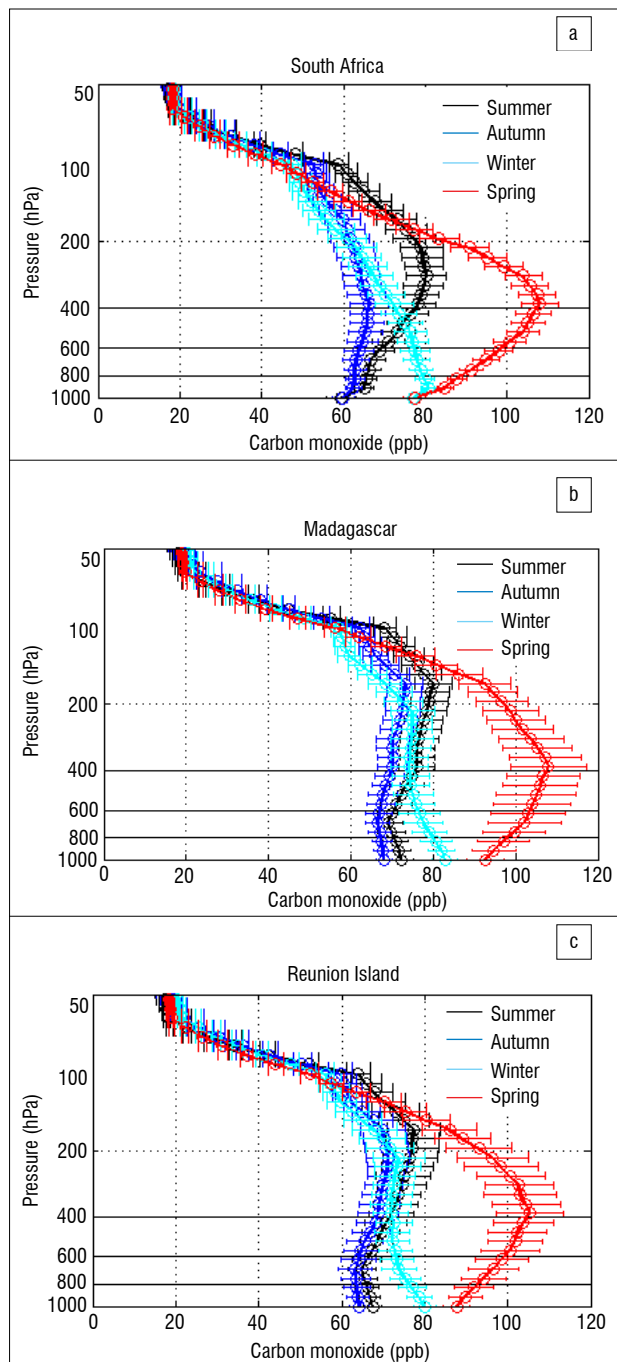 a
South Africa
50
100
200
400
600
800
1000
Pressure (hPa)
Summer
Autumn
Winter
Spring
0 20 40 60 80 100 120
Carbon monoxide (ppb)
b
Madagascar
50
100
200
400
600
800
1000
Pressure (hPa)
Summer
Autumn
Winter
Spring
0 20 40 60 80 100 120
Carbon monoxide (ppb)
c
Reunion Island
50
100
200
400
600
800
1000
Pressure (hPa)
Summer
Autumn
Winter
Spring
0 20 40 60 80 100 120
Carbon monoxide (ppb)